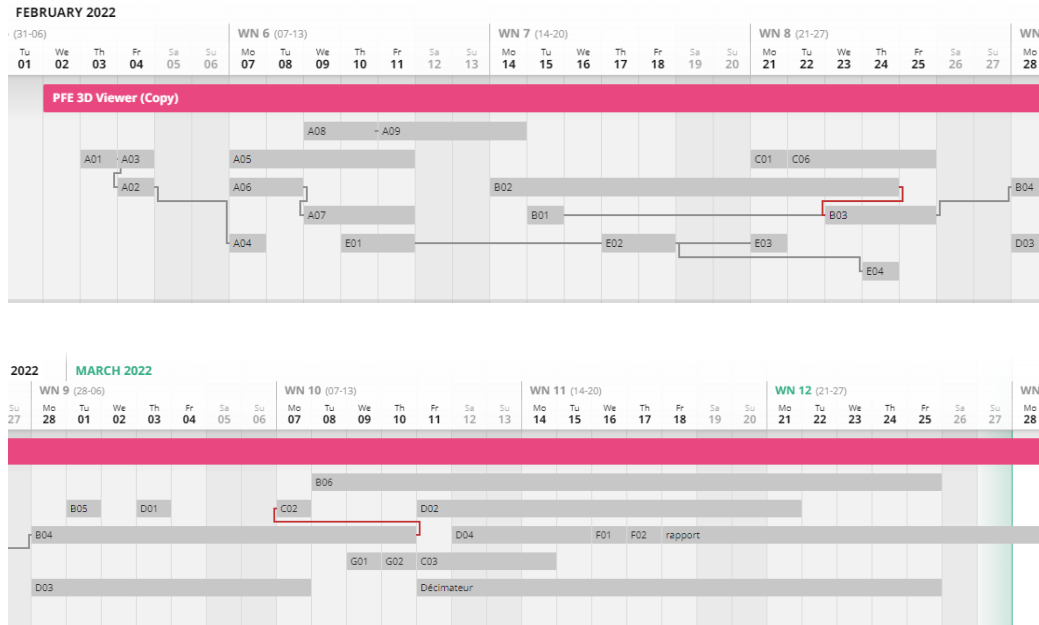 FEBRUARY 2022
(31-06) WN 6 (07-13) WN 7 (14-20) WN 8 (21-27) WN
Tu We Th Fr Sa Su Mo Tu We Th Fr Sa Su Mo Tu We Th Fr Sa Su Mo Tu We Th Fr Sa Su Mo
01 02 03 04 05 06 07 08 09 10 11 12 13 14 15 16 17 18 19 20 21 22 23 24 25 26 27 28
PFE 3D Viewer (Copy)
A08 A09
A01 A03 A05 C01 C06
A02 A06 B02 B04
A07 B01 B03
A04 E01 E02 E03 D03
E04
2022 MARCH 2022
WN 9 (28-06) WN 10 (07-13) WN 11 (14-20) WN 12 (21-27) WN
Su Mo Tu We Th Fr Sa Su Mo Tu We Th Fr Sa Su Mo Tu We Th Fr Sa Su Mo Tu We Th Fr Sa Su Mo
27 28 01 02 03 04 05 06 07 08 09 10 11 12 13 14 15 16 17 18 19 20 21 22 23 24 25 26 27 28
B06
B05 D01 C02 D02
B04 D04 F01 F02 rapport
G01 G02 C03
D03 Décimateur